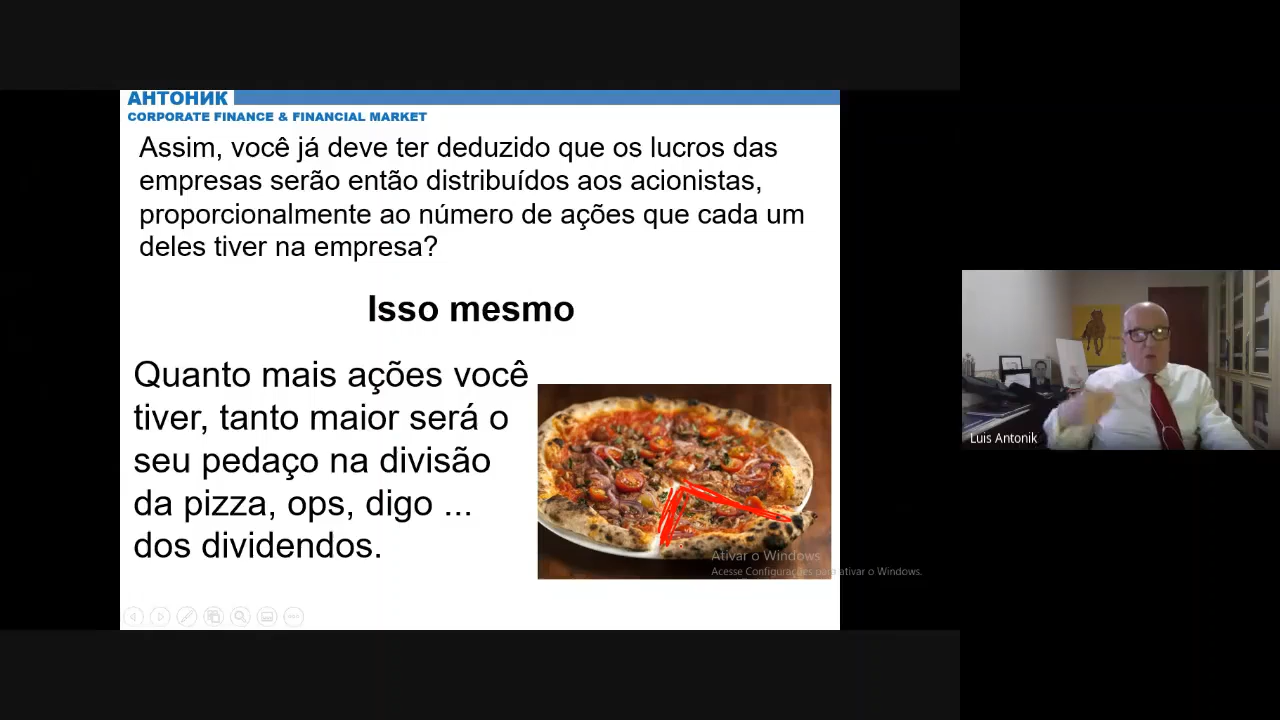 АНТОНИК
CORPORATE FINANCE & FINANCIAL MARKET
Assim, você já deve ter deduzido que os lucros das
empresas serão então distribuídos aos acionistas,
proporcionalmente ao número de ações que cada um
deles tiver na empresa?
Isso mesmo
Quanto mais ações você
tiver, tanto maior será o
seu pedaço na divisão
da pizza, ops, digo ...
dos dividendos.
Ativar o Windows
Acesse Configurações para ativar o Windows.
Luis Antonik